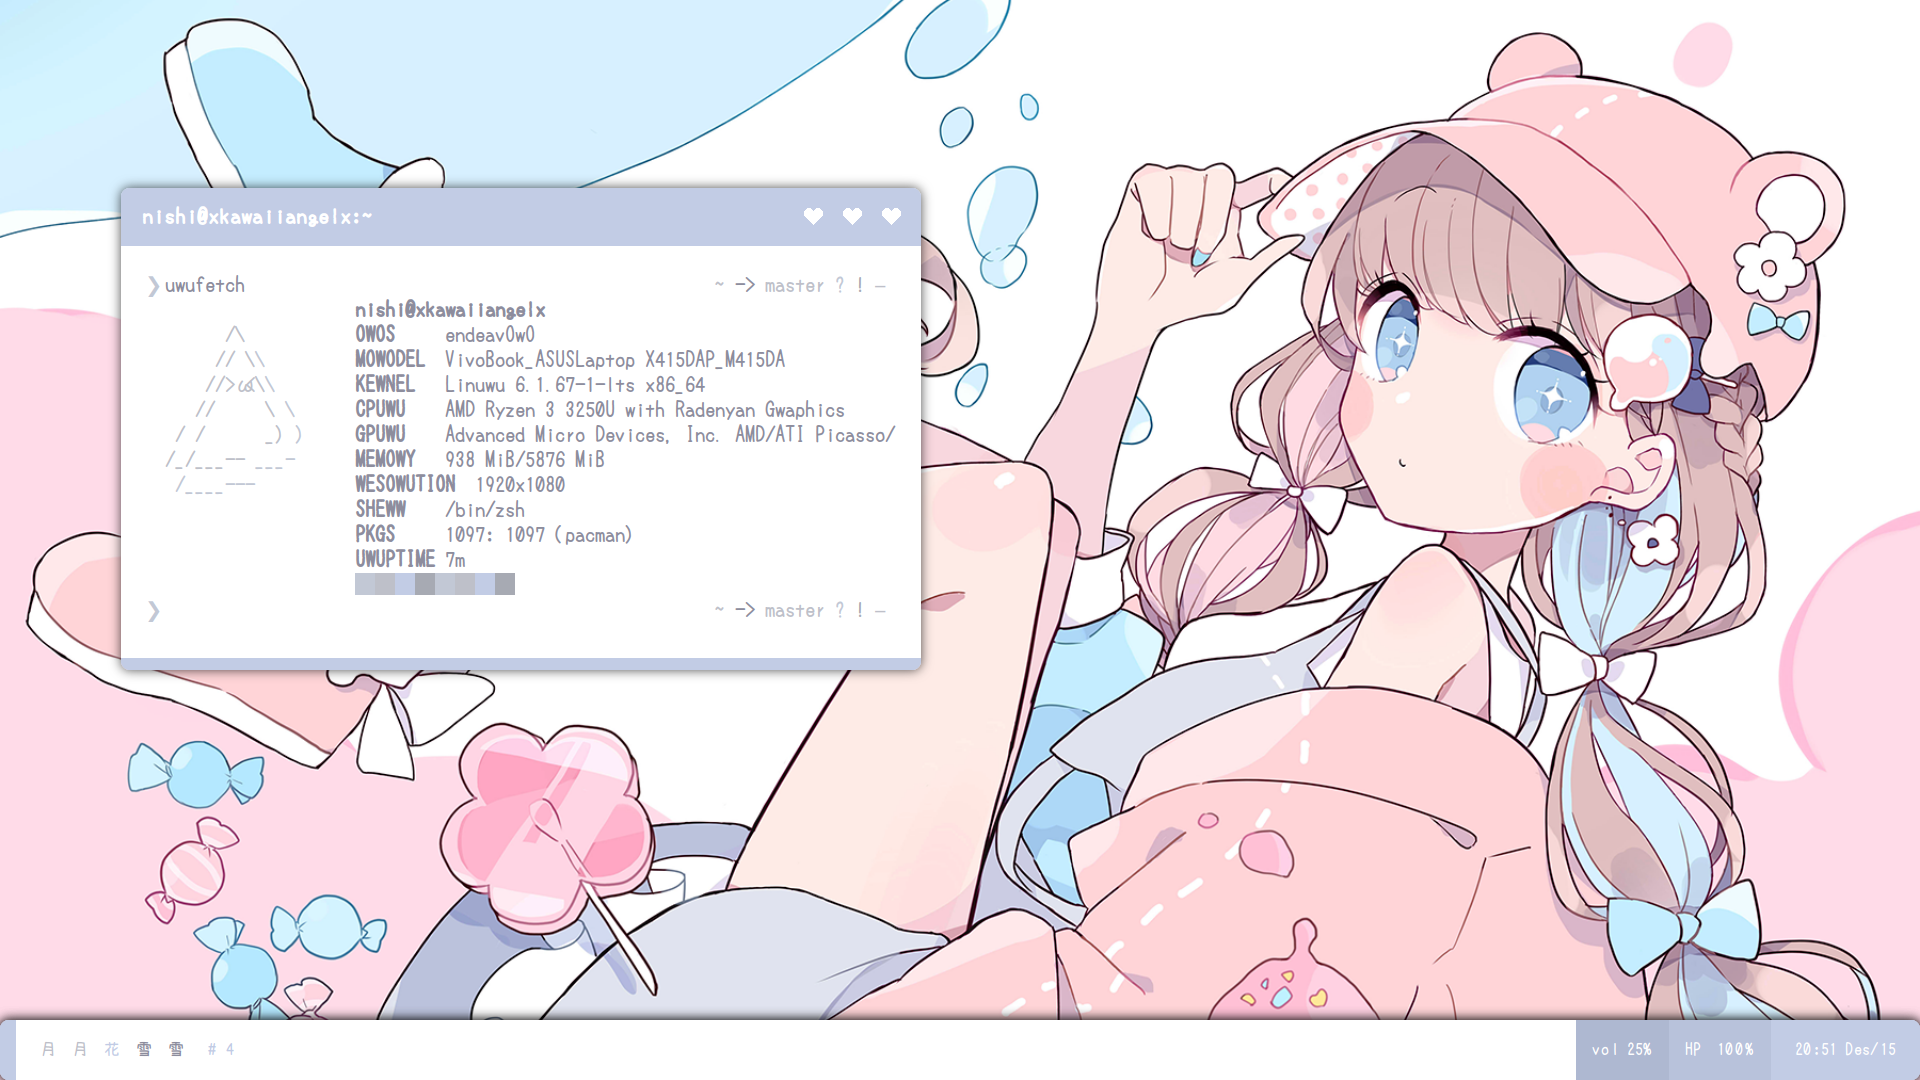 nishi@xkawaiiangelx:~
❯ uwufetch ~ -> master ? ! —
nishi@xkawaiiangelx
OWOS endeavOwO
MOWODEL VivoBook_ASUSLaptop X415DAP_M415DA
KEWNEL Linuwu 6.1.67-1-lts x86_64
CPUWU AMD Ryzen 3 3250U with Radenyan Gwaphics
GPUWU Advanced Micro Devices, Inc. AMD/ATI Picasso/
MEMOWY 938 MiB/5876 MiB
WESOWUTION 1920x1080
SHEWW /bin/zsh
PKGS 1097: 1097 (pacman)
UWUPTIME 7m
❯ ~ -> master ? ! —
月 月 花 雪 雪 # 4
vol 25% HP 100% 20:51 Des/15